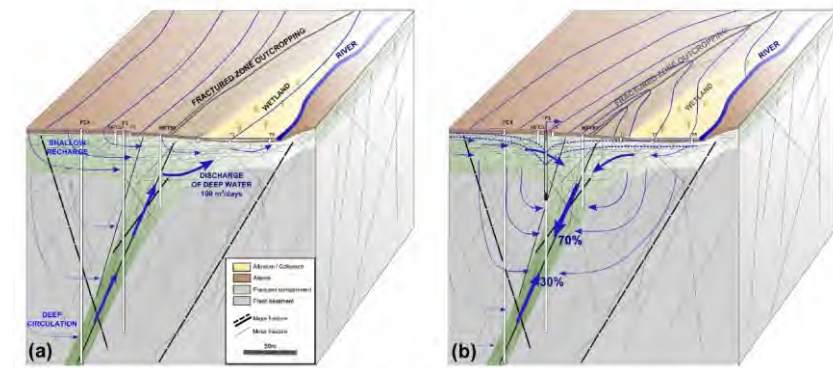 FRACTURED ZONE OUTCROPPING
WETLAND
RIVER
SHALLOW
RECHARGE
DISCHARGE
OF DEEP WATER
100 m³/days
DEEP
CIRCULATION
Alluvium / Colluvium
Alterite
Fractured compartment
Fresh basement
Major fracture
Minor fracture
50m
(a)
FRACTURED ZONE OUTCROPPING
WETLAND
RIVER
70%
30%
(b)